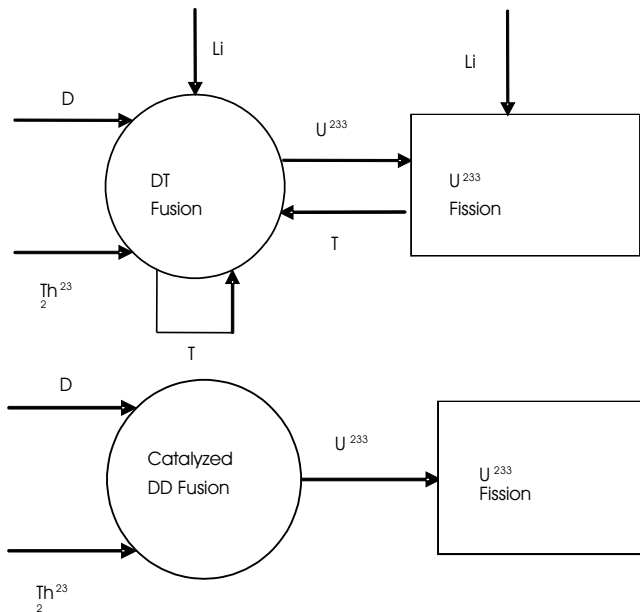 Li
Li
D
U 233
DT
Fusion
U 233
Fission
T
Th 23
2
T
D
U 233
Catalyzed
DD Fusion
U 233
Fission
Th 23
2